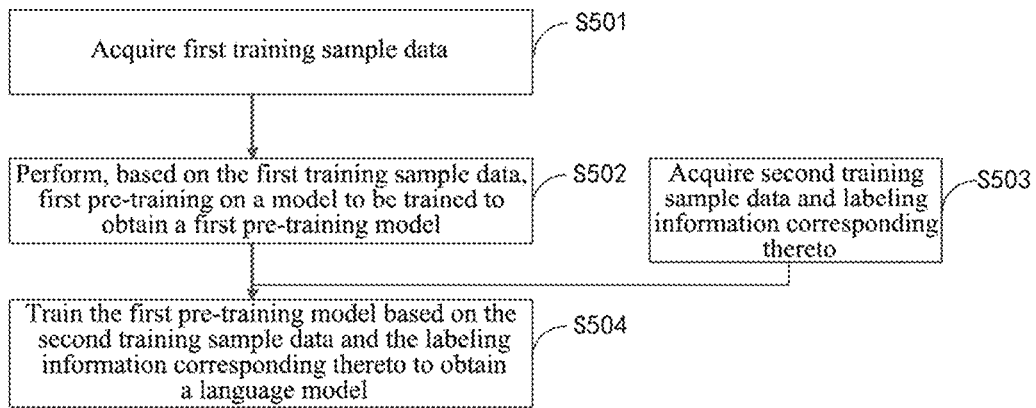 Acquire first training sample data
S501
Perform, based on the first training sample data,
first pre-training on a model to be trained to
obtain a first pre-training model
S502
Acquire second training
sample data and labeling
information corresponding
thereto
S503
Train the first pre-training model based on the
second training sample data and the labeling
information corresponding thereto to obtain
a language model
S504